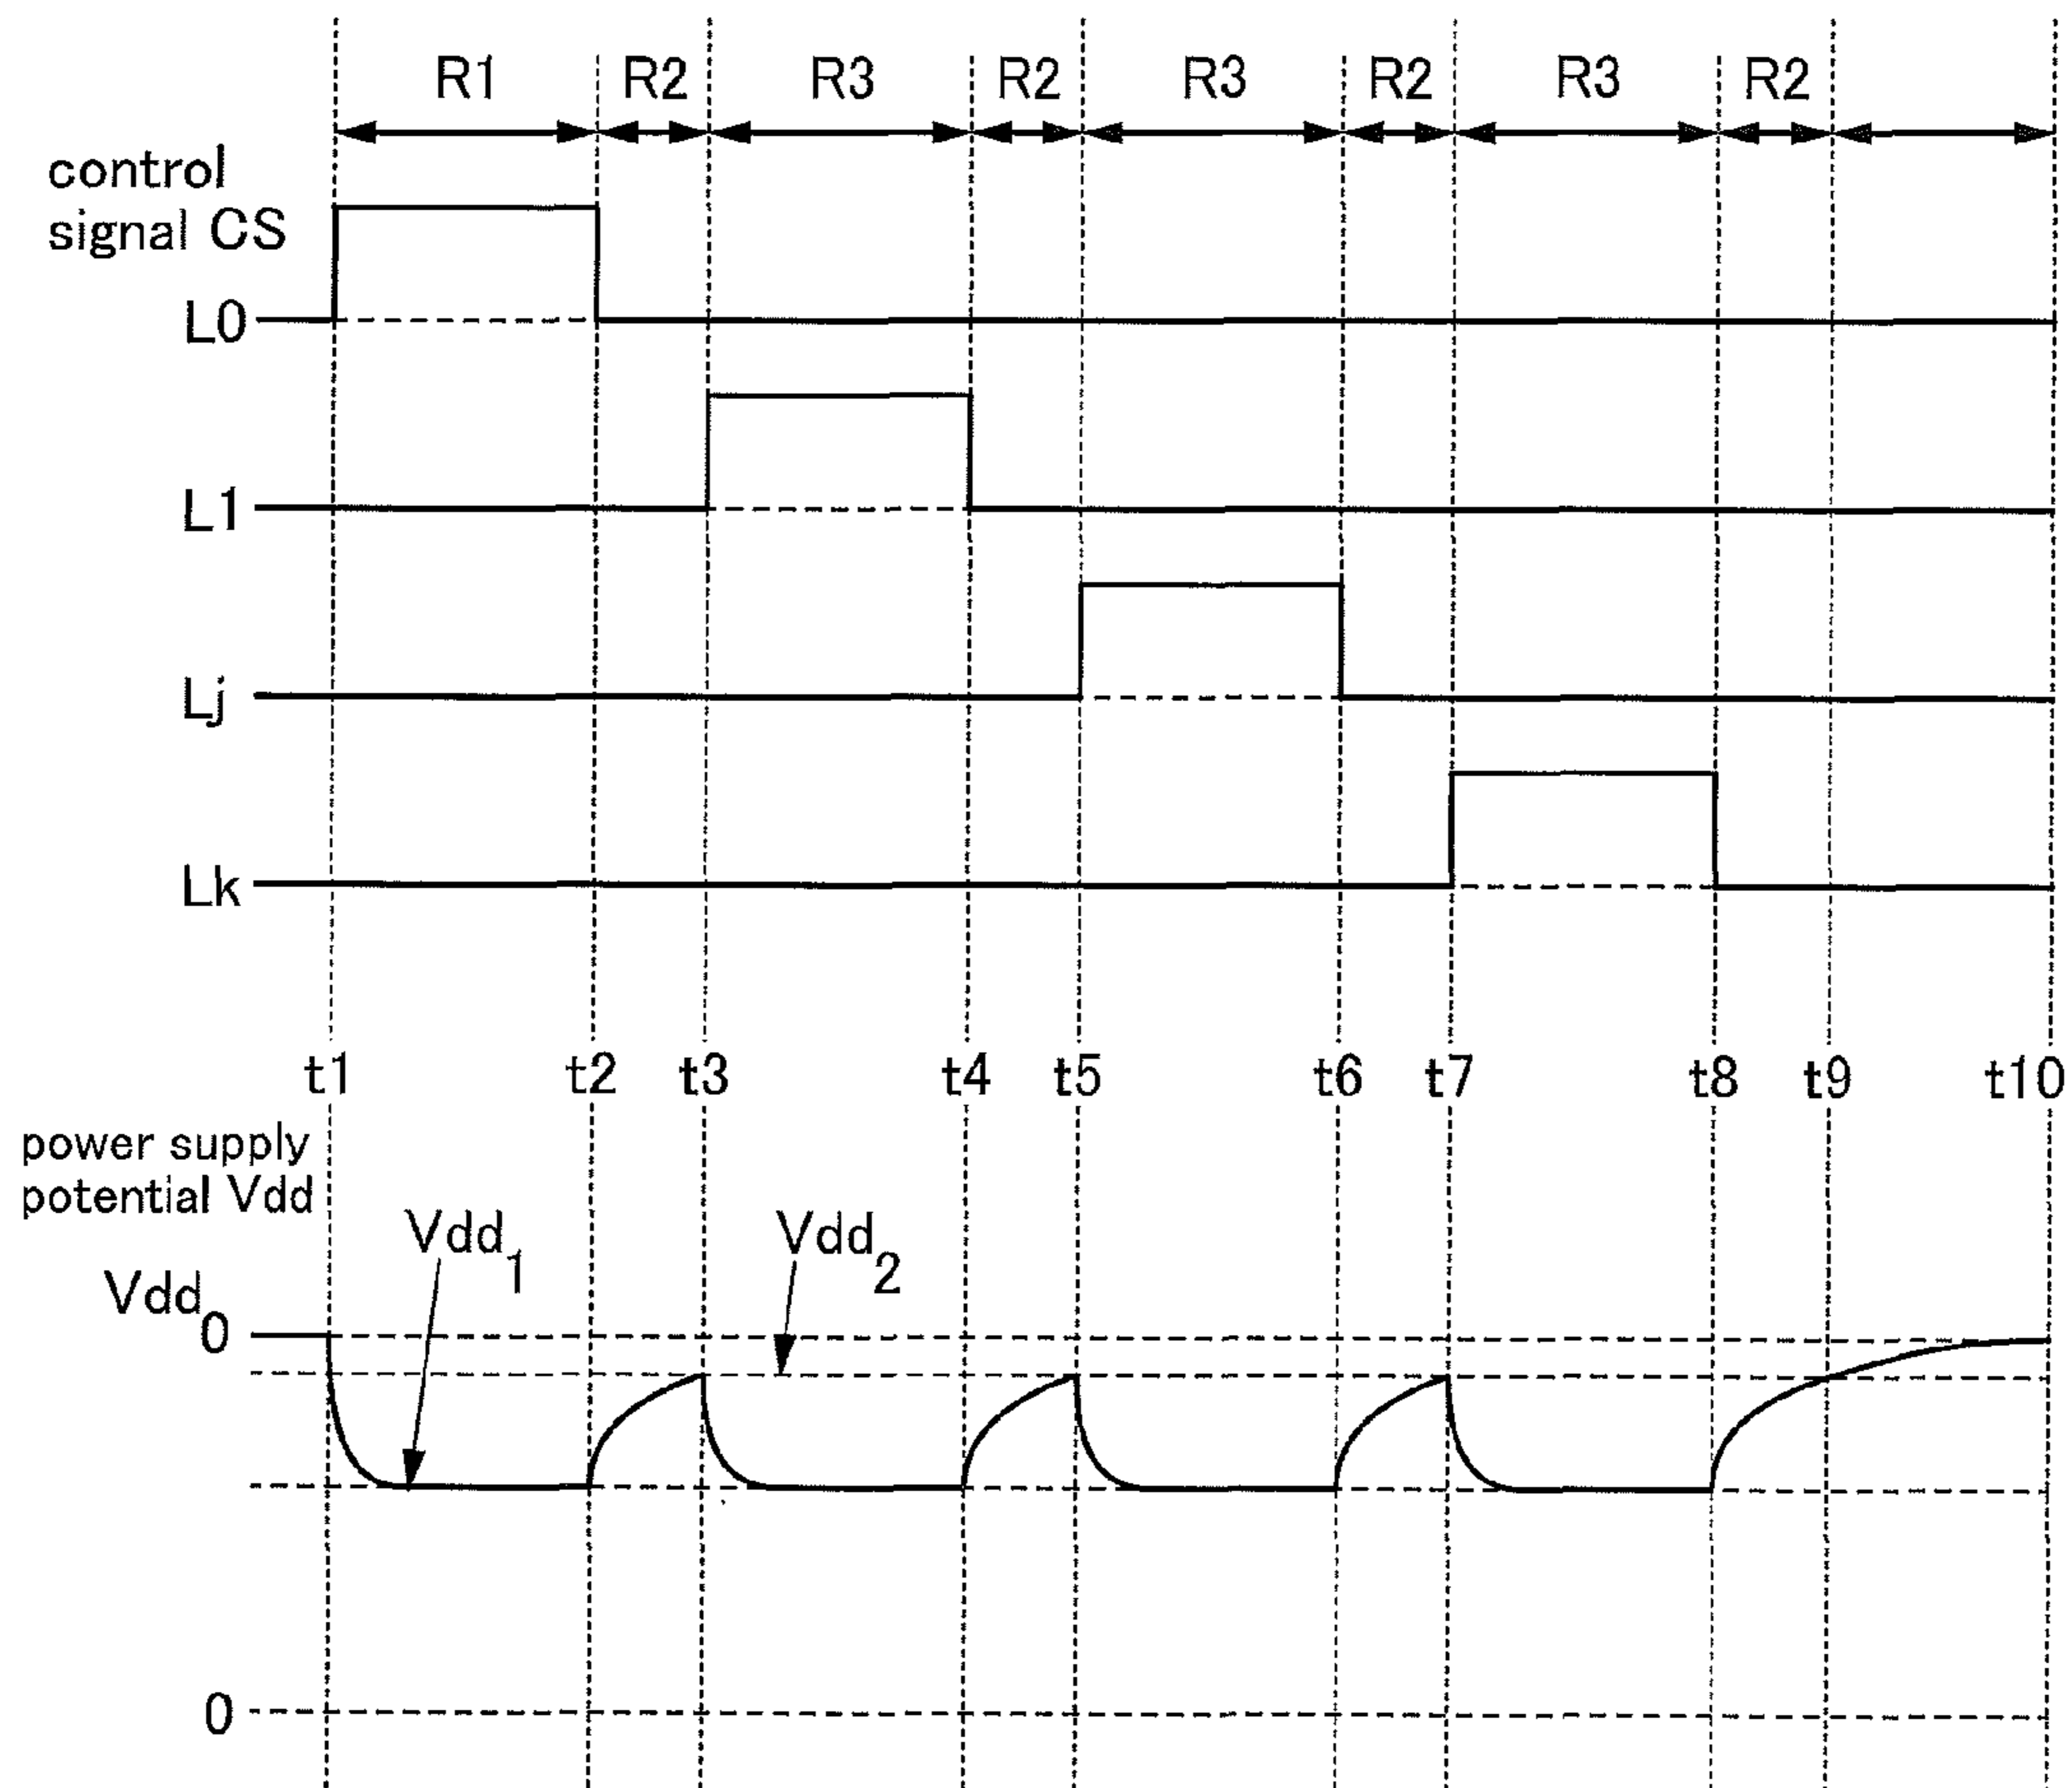 R1 R2 R3 R2 R3 R2 R3 R2
control
signal CS
L0
L1
Lj
Lk
t1 t2 t3 t4 t5 t6 t7 t8 t9 t10
power supply
potential Vdd
Vdd1 Vdd2
Vdd0
0